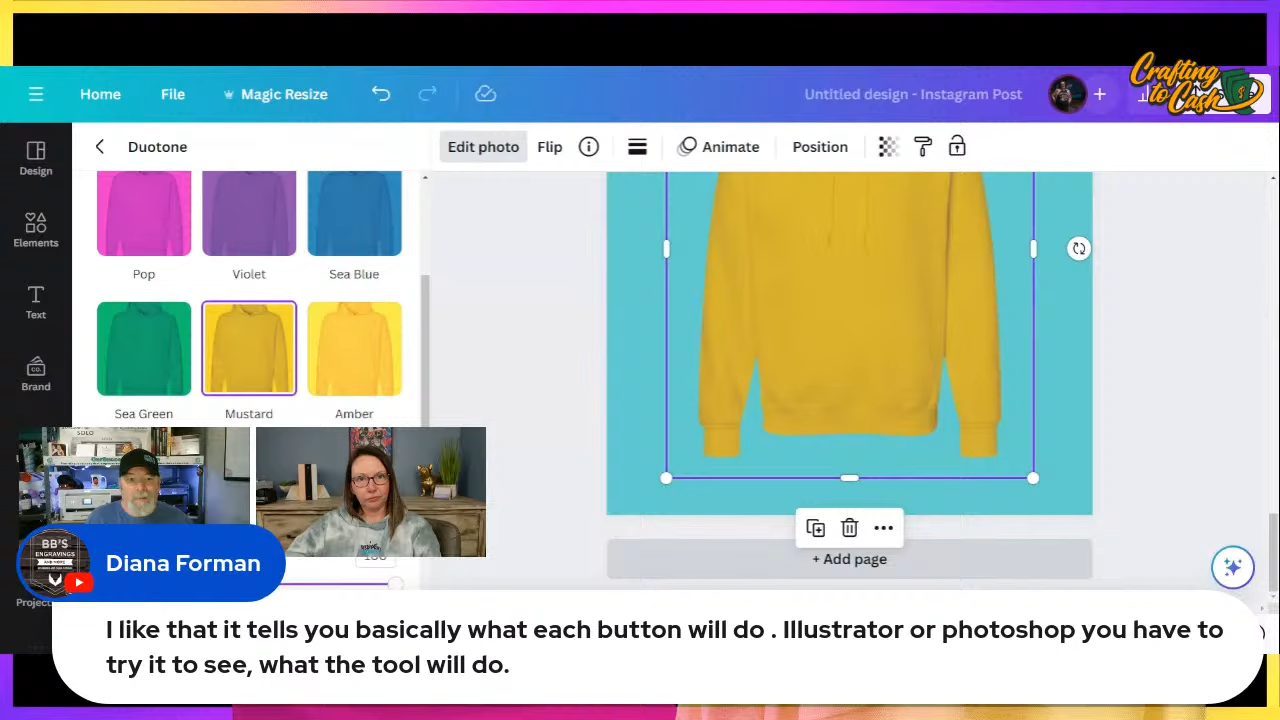 Crafting
to Cash
Home File Magic Resize Untitled design - Instagram Post +
Duotone Edit photo Flip Animate Position
Design
Elements
Text
Brand
Pop Violet Sea Blue
Sea Green Mustard Amber
SOLO
+ Add page
BB'S
ENGRAVINGS
AND MORE
Diana Forman
I like that it tells you basically what each button will do . Illustrator or photoshop you have to
try it to see, what the tool will do.